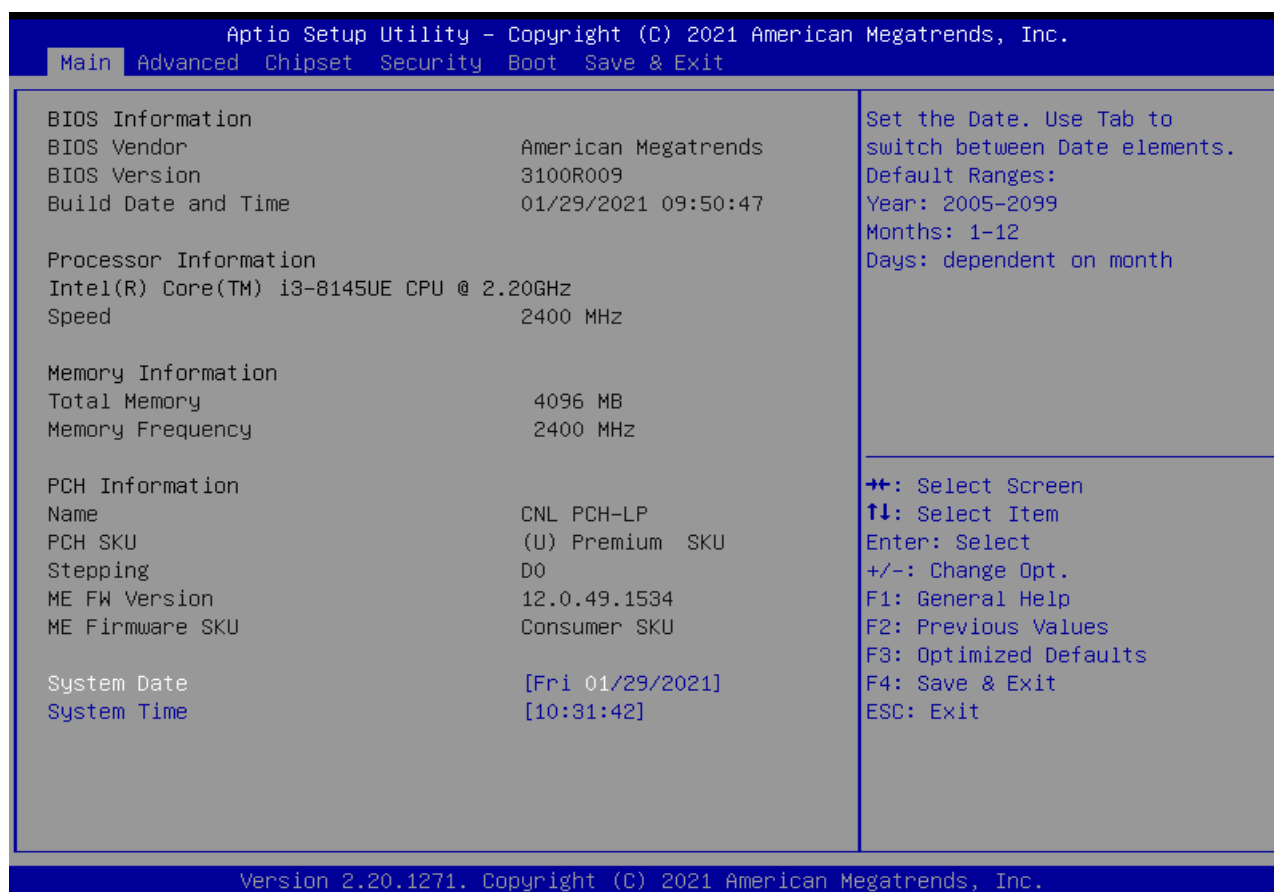 Aptio Setup Utility – Copyright (C) 2021 American Megatrends, Inc.
Main Advanced Chipset Security Boot Save & Exit
BIOS Information
BIOS Vendor American Megatrends
BIOS Version 3100R009
Build Date and Time 01/29/2021 09:50:47
Processor Information
Intel(R) Core(TM) i3-8145UE CPU @ 2.20GHz
Speed 2400 MHz
Memory Information
Total Memory 4096 MB
Memory Frequency 2400 MHz
PCH Information
Name CNL PCH-LP
PCH SKU (U) Premium SKU
Stepping D0
ME FW Version 12.0.49.1534
ME Firmware SKU Consumer SKU
System Date [Fri 01/29/2021]
System Time [10:31:42]
Set the Date. Use Tab to
switch between Date elements.
Default Ranges:
Year: 2005-2099
Months: 1-12
Days: dependent on month
→←: Select Screen
↑↓: Select Item
Enter: Select
+/-: Change Opt.
F1: General Help
F2: Previous Values
F3: Optimized Defaults
F4: Save & Exit
ESC: Exit
Version 2.20.1271. Copyright (C) 2021 American Megatrends, Inc.